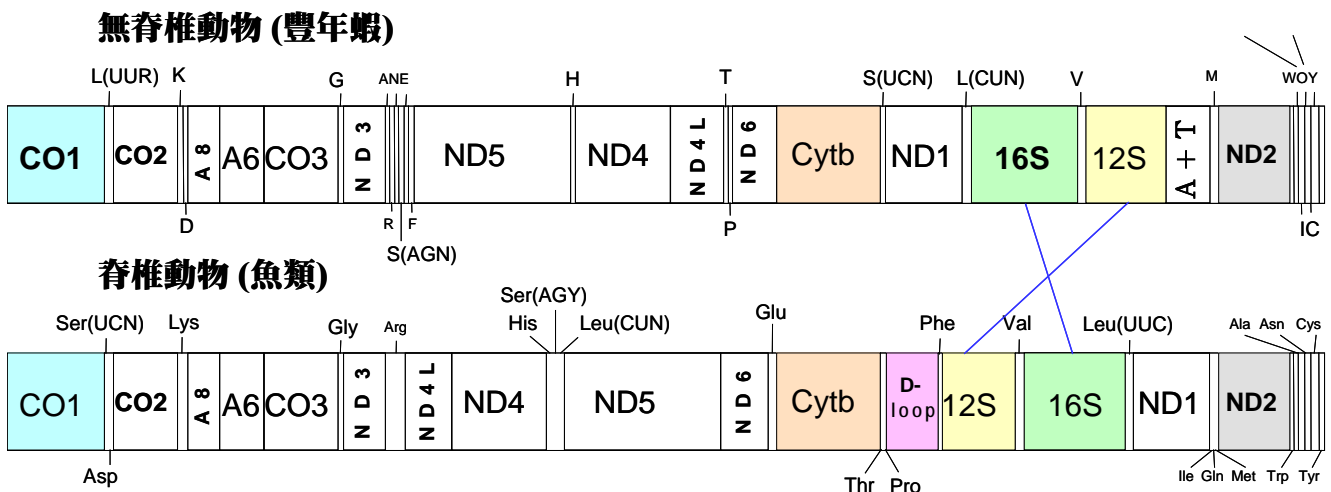 無脊椎動物 (豐年蝦)
L(UUR) K G ANE H T S(UCN) L(CUN) V M WOY
CO1 CO2 A8 A6 CO3 ND3 ND5 ND4 ND4L ND6 Cytb ND1 16S 12S A+T ND2
D R F P IC
S(AGN)
脊椎動物 (魚類)
Ser(AGY)
Ser(UCN) Lys Gly Arg His Leu(CUN) Glu Phe Val Leu(UUC) Ala Asn Cys
CO1 CO2 A8 A6 CO3 ND3 ND4L ND4 ND5 ND6 Cytb D-loop 12S 16S ND1 ND2
Asp Thr Pro Ile Gln Met Trp Tyr